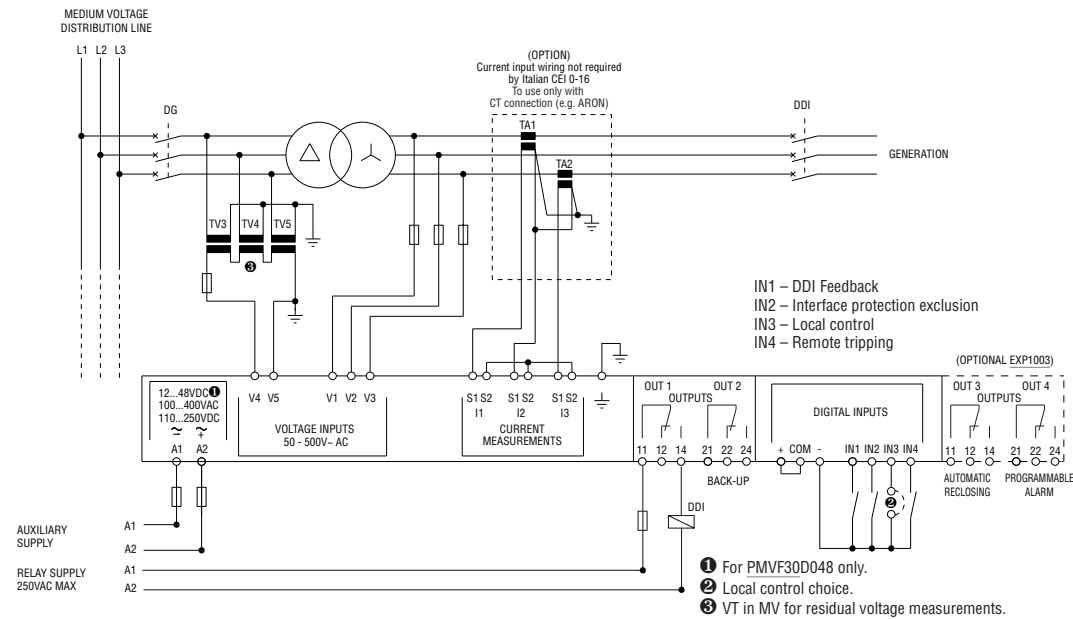 MEDIUM VOLTAGE
DISTRIBUTION LINE
L1 L2 L3
DG
(OPTION)
Current input wiring not required
by Italian CEI 0-16
To use only with
CT connection (e.g. ARON)
TA1
TA2
DDI
GENERATION
TV3 TV4 TV5
❸
IN1 – DDI Feedback
IN2 – Interface protection exclusion
IN3 – Local control
IN4 – Remote tripping
(OPTIONAL EXP1003)
12...48VDC❶
100...400VAC
110...250VDC
~ ~
– +
A1 A2
V4 V5 V1 V2 V3
VOLTAGE INPUTS
50 - 500V~ AC
S1 S2 S1 S2 S1 S2
I1 I2 I3
CURRENT
MEASUREMENTS
OUT 1 OUT 2
OUTPUTS
11 12 14 21 22 24
BACK-UP
DIGITAL INPUTS
+ COM - IN1 IN2 IN3 IN4
❷
OUT 3 OUT 4
OUTPUTS
11 12 14 21 22 24
AUTOMATIC
RECLOSING
PROGRAMMABLE
ALARM
DDI
AUXILIARY
SUPPLY
A1
A2
RELAY SUPPLY
250VAC MAX
A1
A2
❶ For PMVF30D048 only.
❷ Local control choice.
❸ VT in MV for residual voltage measurements.